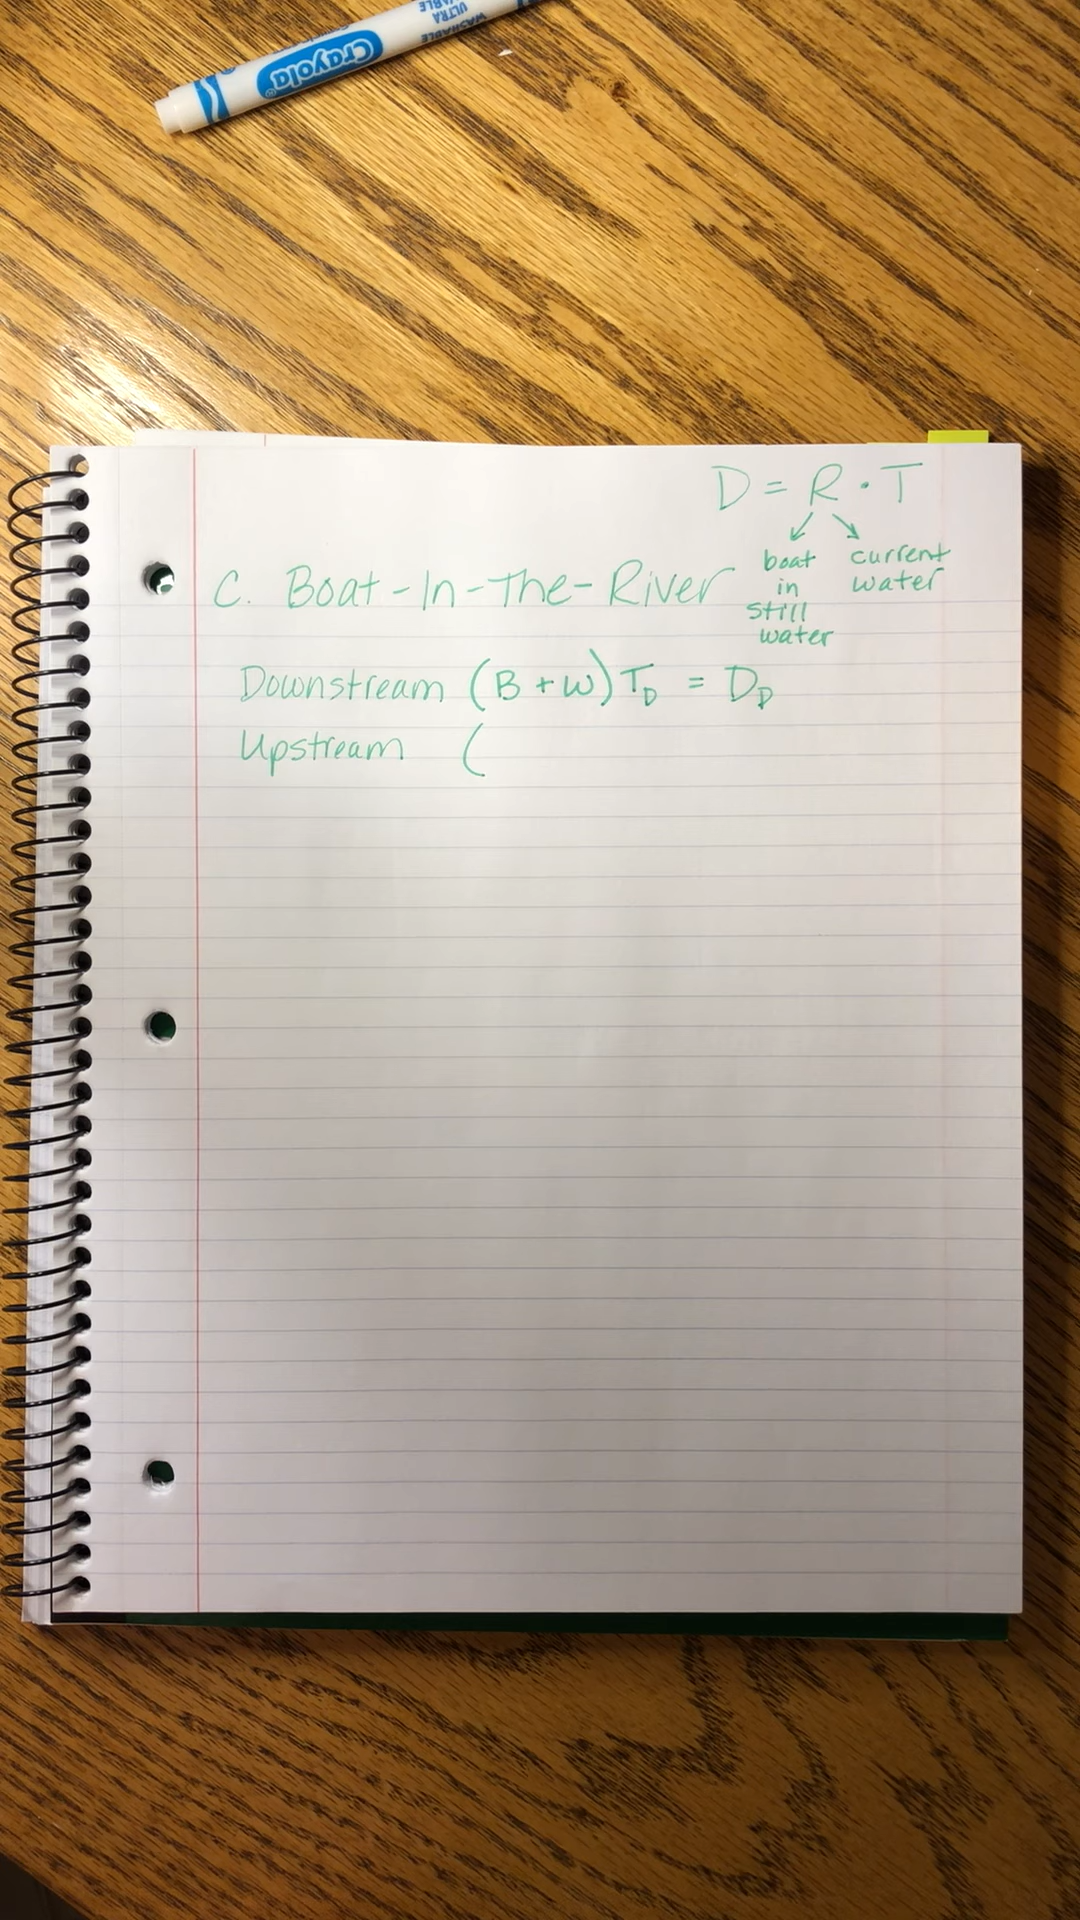 Crayola
ULTRA
WASHABLE
D = R · T
boat
in
still
water
current
water
C. Boat-In-The-River
Downstream (B+W)T_D = D_D
Upstream (